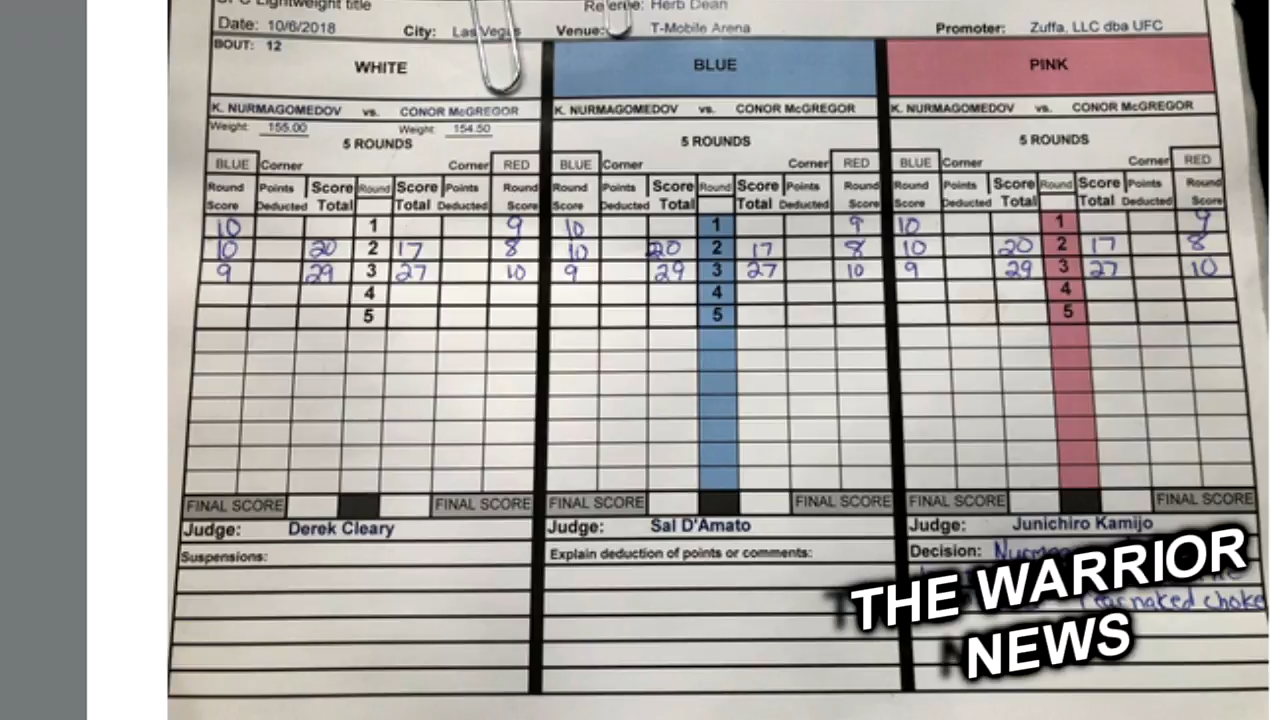 UFC Lightweight title Referee: Herb Dean
Date: 10/6/2018 City: Las Vegas Venue: T-Mobile Arena Promoter: Zuffa, LLC dba UFC
BOUT: 12
WHITE BLUE PINK
K. NURMAGOMEDOV vs. CONOR McGREGOR K. NURMAGOMEDOV vs. CONOR McGREGOR K. NURMAGOMEDOV vs. CONOR McGREGOR
Weight: 155.00 Weight: 154.50
5 ROUNDS 5 ROUNDS 5 ROUNDS
BLUE Corner Corner RED BLUE Corner Corner RED BLUE Corner Corner RED
Round Points Score Round Score Points Round Round Points Score Round Score Points Round Round Points Score Round Score Points Round
Score Deducted Total Total Deducted Score Score Deducted Total Total Deducted Score Score Deducted Total Total Deducted Score
10 1 9 10 1 9 10 1 9
10 20 2 17 8 10 20 2 17 8 10 20 2 17 8
9 29 3 27 10 9 29 3 27 10 9 29 3 27 10
4 4 4
5 5 5
FINAL SCORE FINAL SCORE FINAL SCORE FINAL SCORE FINAL SCORE FINAL SCORE
Judge: Derek Cleary Judge: Sal D'Amato Judge: Junichiro Kamijo
Suspensions: Explain deduction of points or comments: Decision:
rear naked choke
THE WARRIOR
NEWS